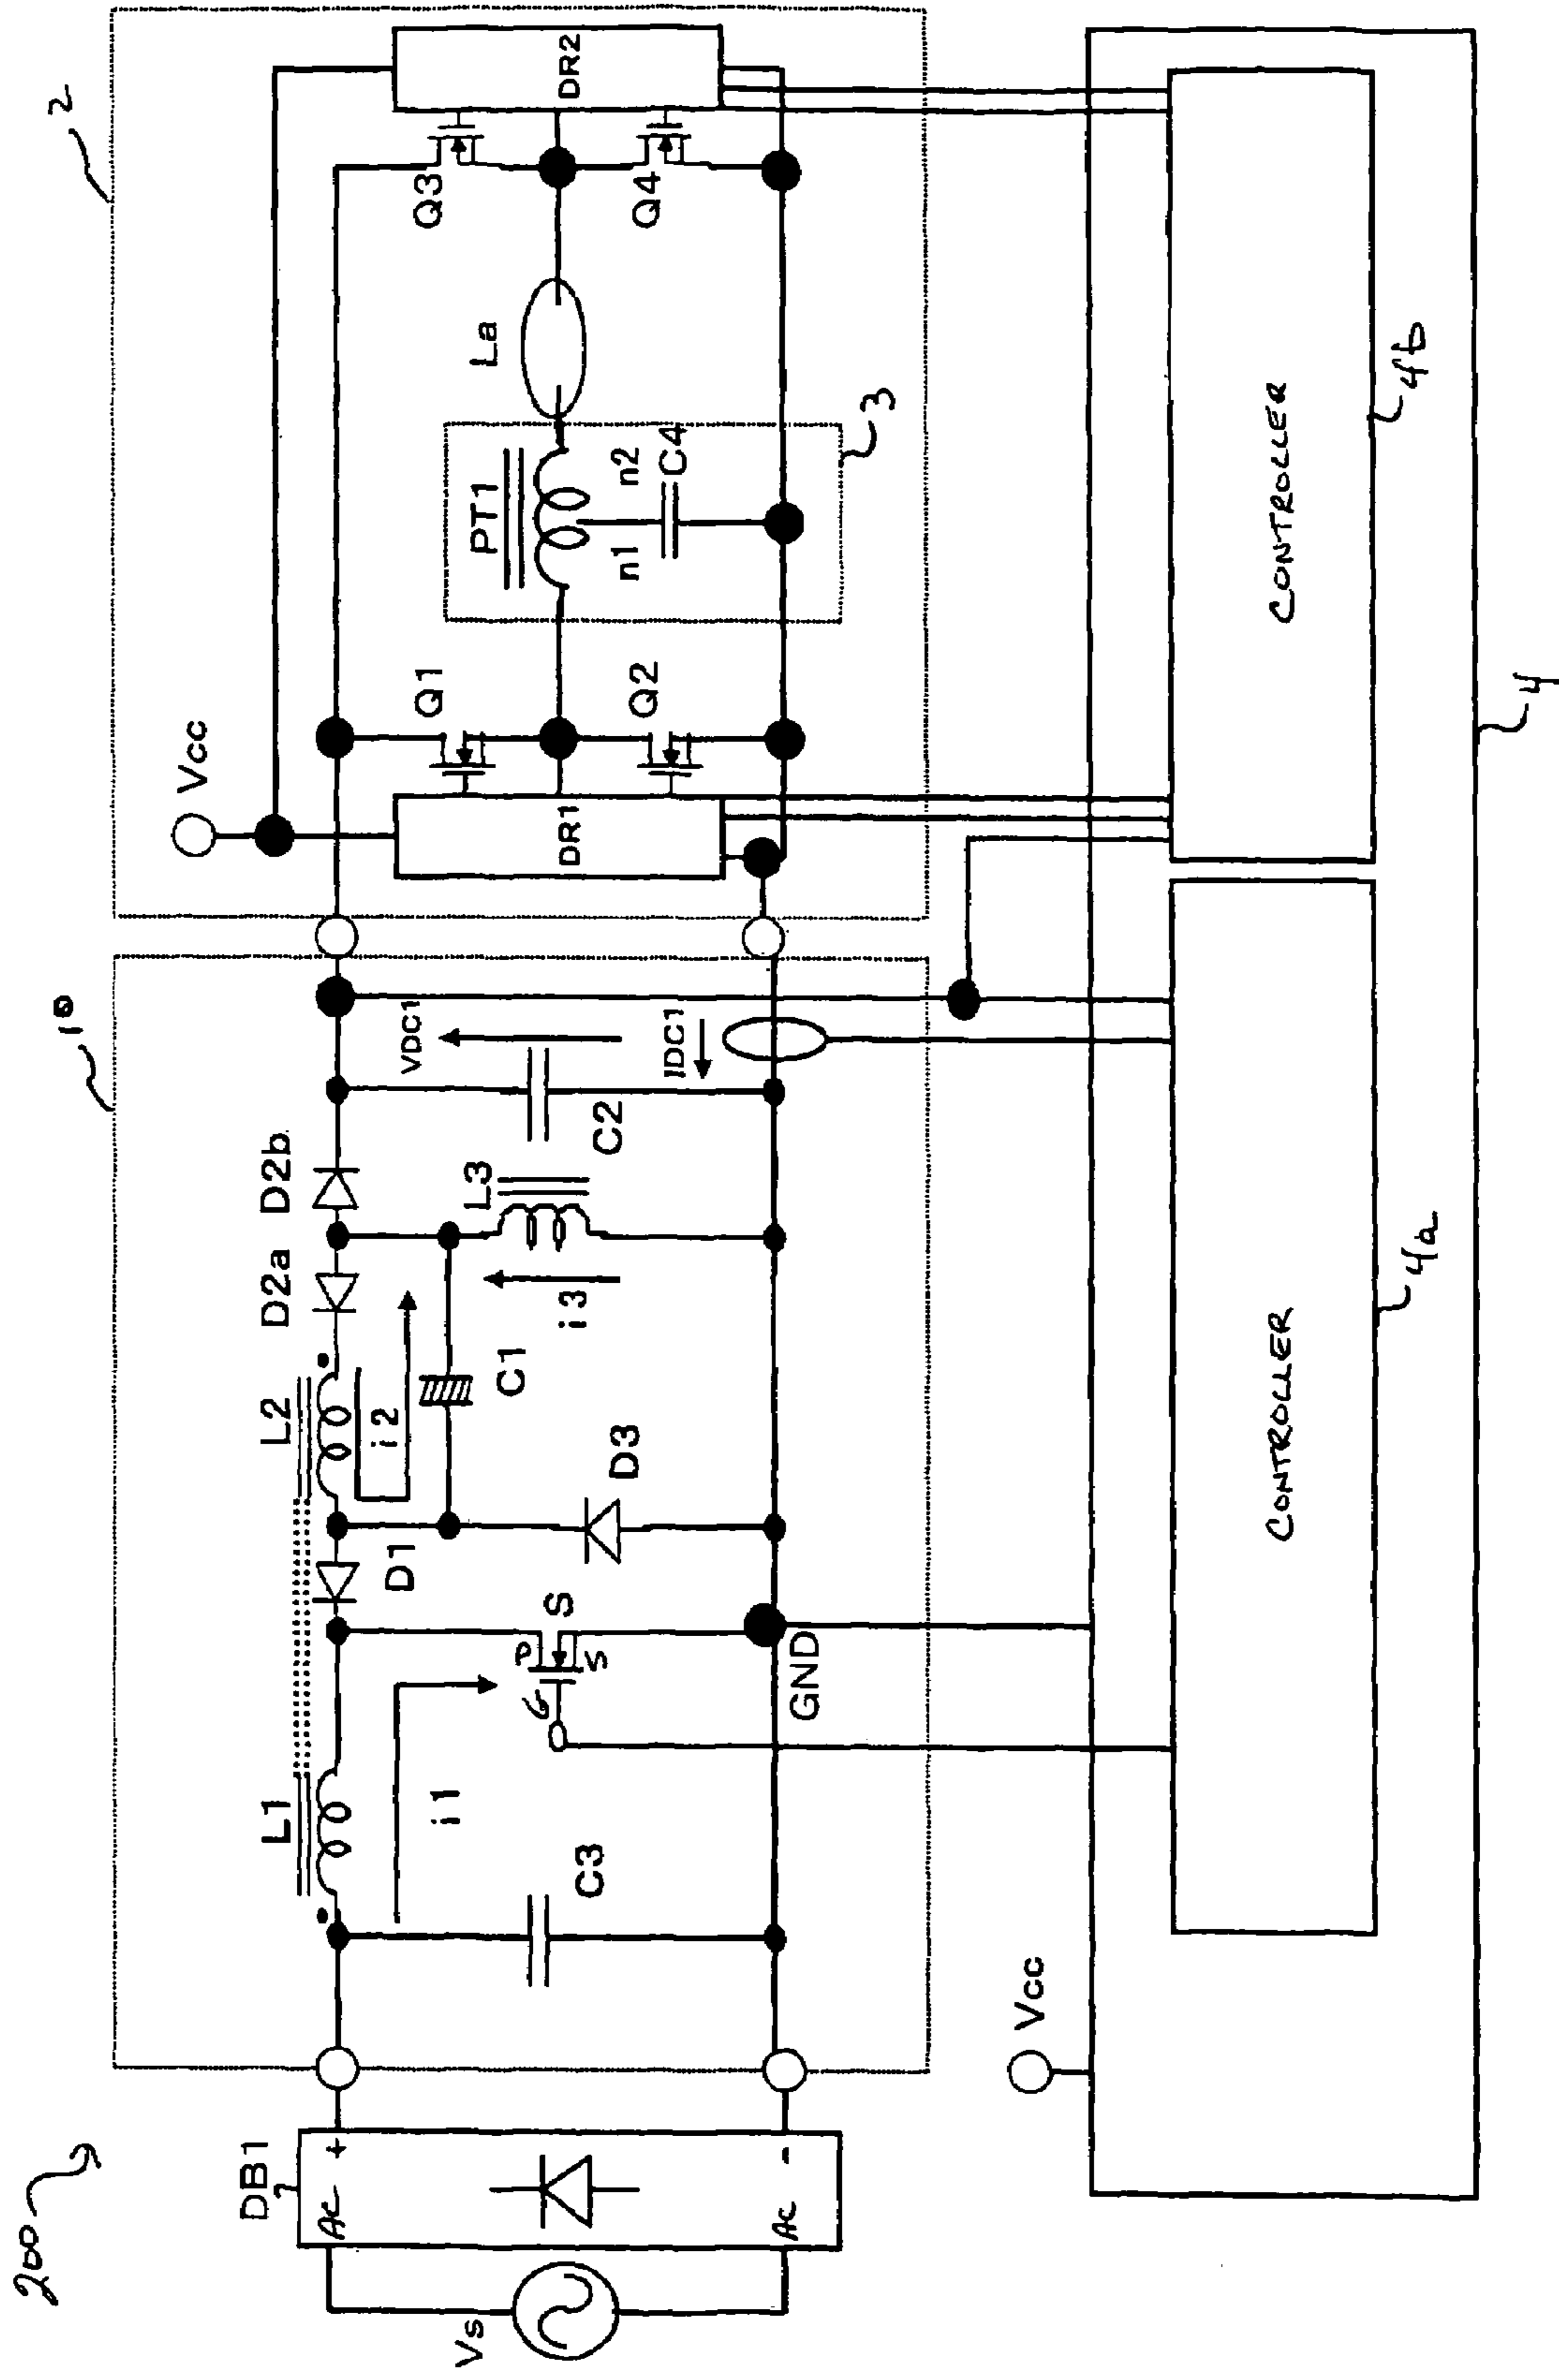 200
Vs
DB1
AC
+
AC
-
10
L1
C3
i1
D
G
S
S
GND
D1
L2
i2
C1
D3
D2a
D2b
L3
i3
C2
VDC1
IDC1
2
Vcc
DR1
Q1
Q2
3
PT1
n1
n2
C4
La
Q3
Q4
DR2
Vcc
4
CONTROLLER
4a
CONTROLLER
4b